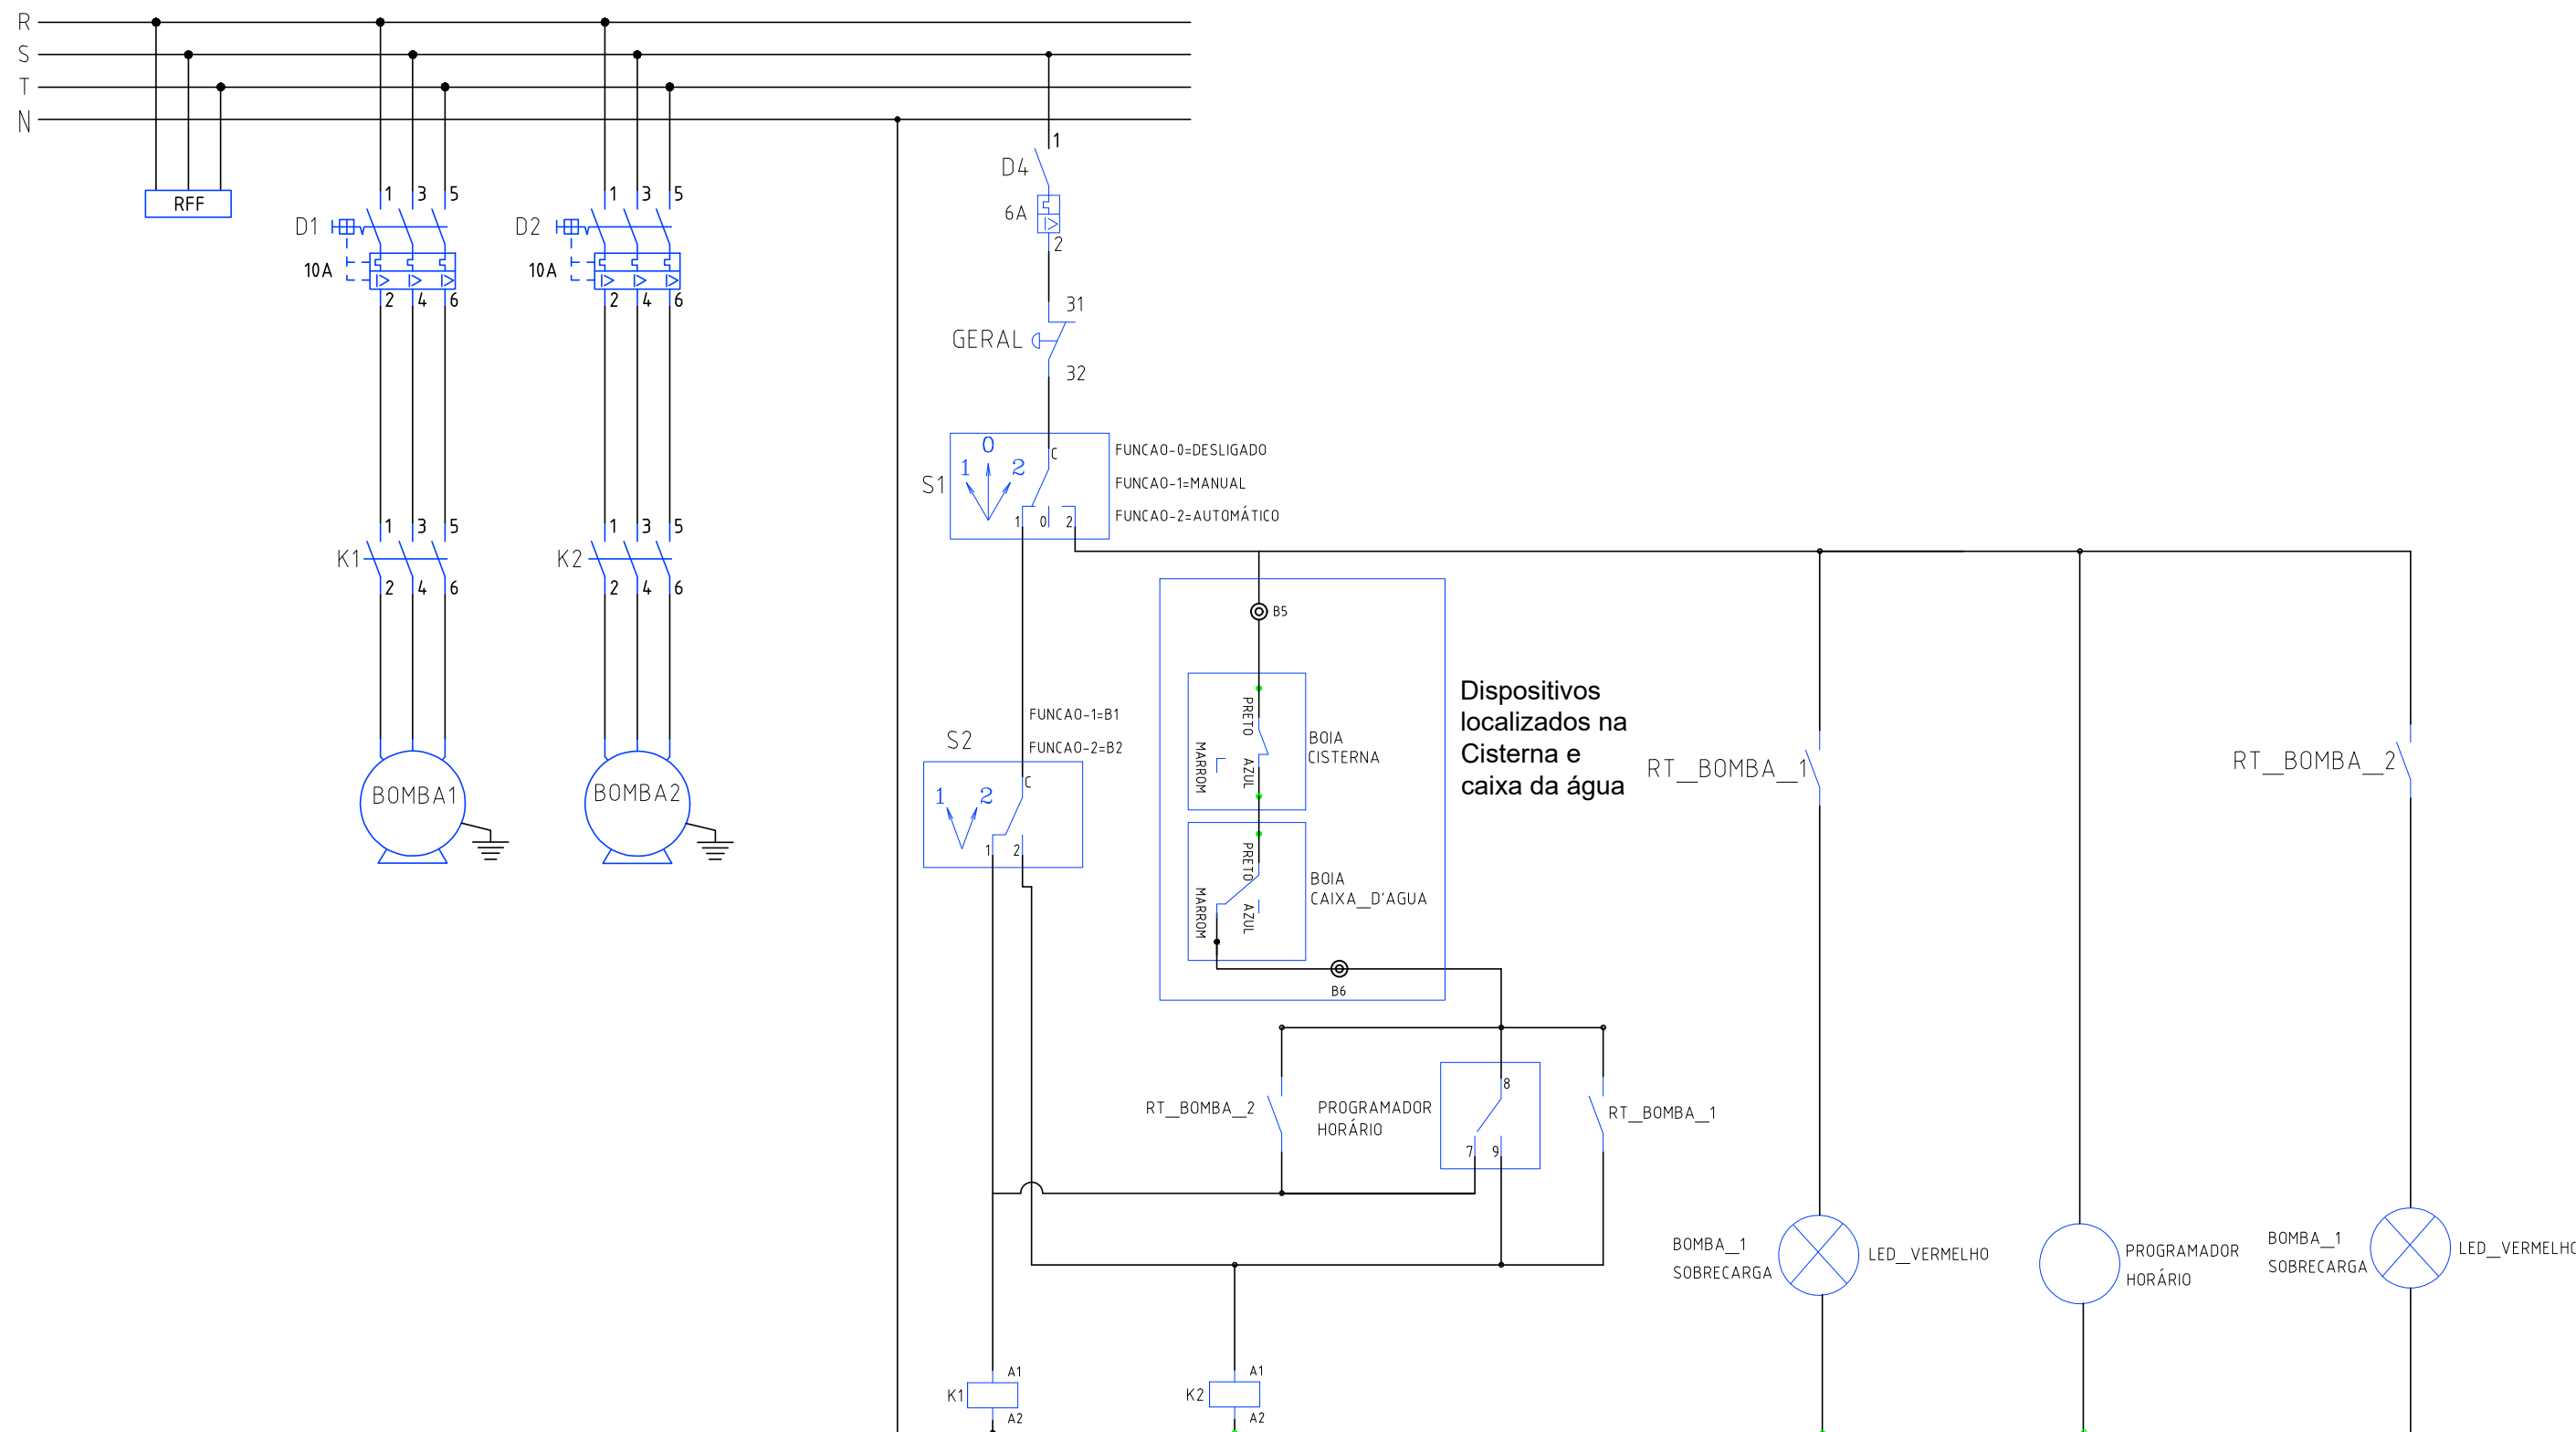 R
S
T
N
RFF
D1
10A
1 3 5
2 4 6
D2
10A
1 3 5
2 4 6
K1
1 3 5
2 4 6
K2
1 3 5
2 4 6
BOMBA1
BOMBA2
D4
6A
1
2
GERAL
31
32
S1
1 0 2
C
1 0 2
FUNCAO-0=DESLIGADO
FUNCAO-1=MANUAL
FUNCAO-2=AUTOMÁTICO
S2
FUNCAO-1=B1
FUNCAO-2=B2
1 2
C
1 2
B5
PRETO
MARROM
AZUL
BOIA
CISTERNA
PRETO
MARROM
AZUL
BOIA
CAIXA_D'AGUA
B6
Dispositivos
localizados na
Cisterna e
caixa da água
RT_BOMBA_1
RT_BOMBA_2
RT_BOMBA_2
PROGRAMADOR
HORÁRIO
8
7 9
RT_BOMBA_1
BOMBA_1
SOBRECARGA
LED_VERMELHO
PROGRAMADOR
HORÁRIO
BOMBA_1
SOBRECARGA
LED_VERMELHO
K1
A1
A2
K2
A1
A2